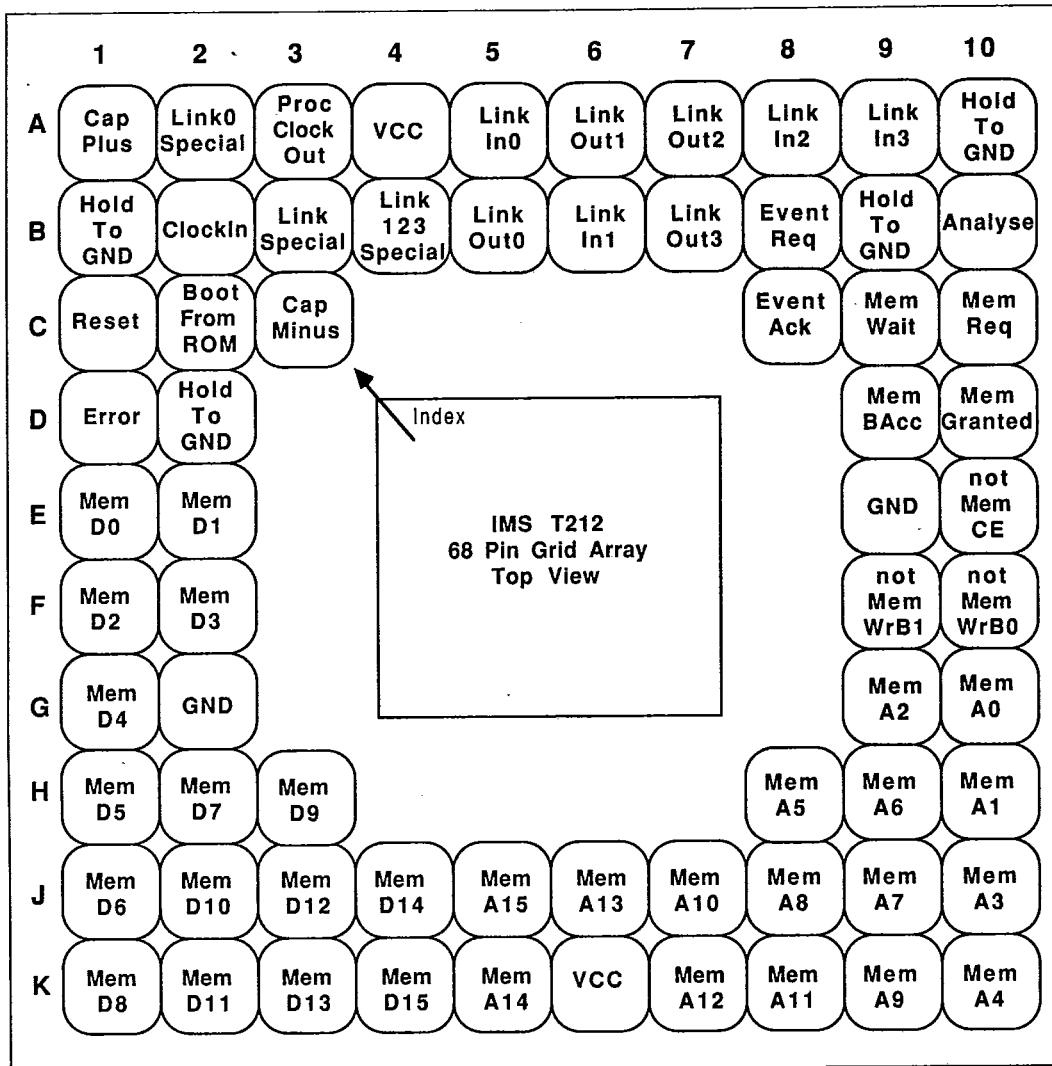 1 2 3 4 5 6 7 8 9 10
A
Cap Plus
Link0 Special
Proc Clock Out
VCC
Link In0
Link Out1
Link Out2
Link In2
Link In3
Hold To GND
B
Hold To GND
ClockIn
Link Special
Link 123 Special
Link Out0
Link In1
Link Out3
Event Req
Hold To GND
Analyse
C
Reset
Boot From ROM
Cap Minus
Event Ack
Mem Wait
Mem Req
D
Error
Hold To GND
Index
Mem BAcc
Mem Granted
E
Mem D0
Mem D1
IMS T212
68 Pin Grid Array
Top View
GND
not Mem CE
F
Mem D2
Mem D3
not Mem WrB1
not Mem WrB0
G
Mem D4
GND
Mem A2
Mem A0
H
Mem D5
Mem D7
Mem D9
Mem A5
Mem A6
Mem A1
J
Mem D6
Mem D10
Mem D12
Mem D14
Mem A15
Mem A13
Mem A10
Mem A8
Mem A7
Mem A3
K
Mem D8
Mem D11
Mem D13
Mem D15
Mem A14
VCC
Mem A12
Mem A11
Mem A9
Mem A4